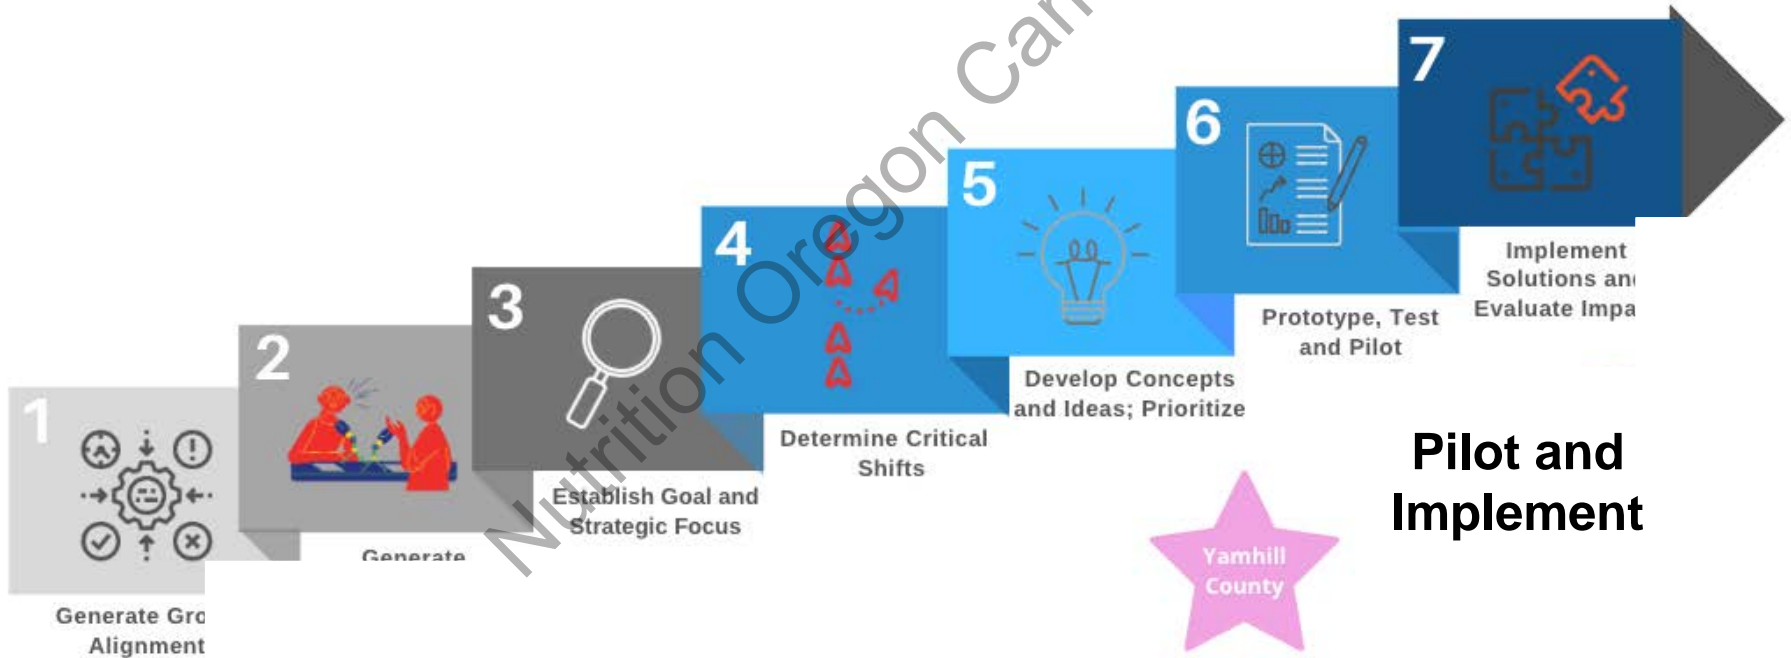 1
Generate Gro
Alignment
2
Generate
3
Establish Goal and
Strategic Focus
4
Determine Critical
Shifts
5
Develop Concepts
and Ideas; Prioritize
6
Prototype, Test
and Pilot
7
Implement
Solutions an
Evaluate Impa
Pilot and
Implement
Yamhill
County
Nutrition Oregon Cam